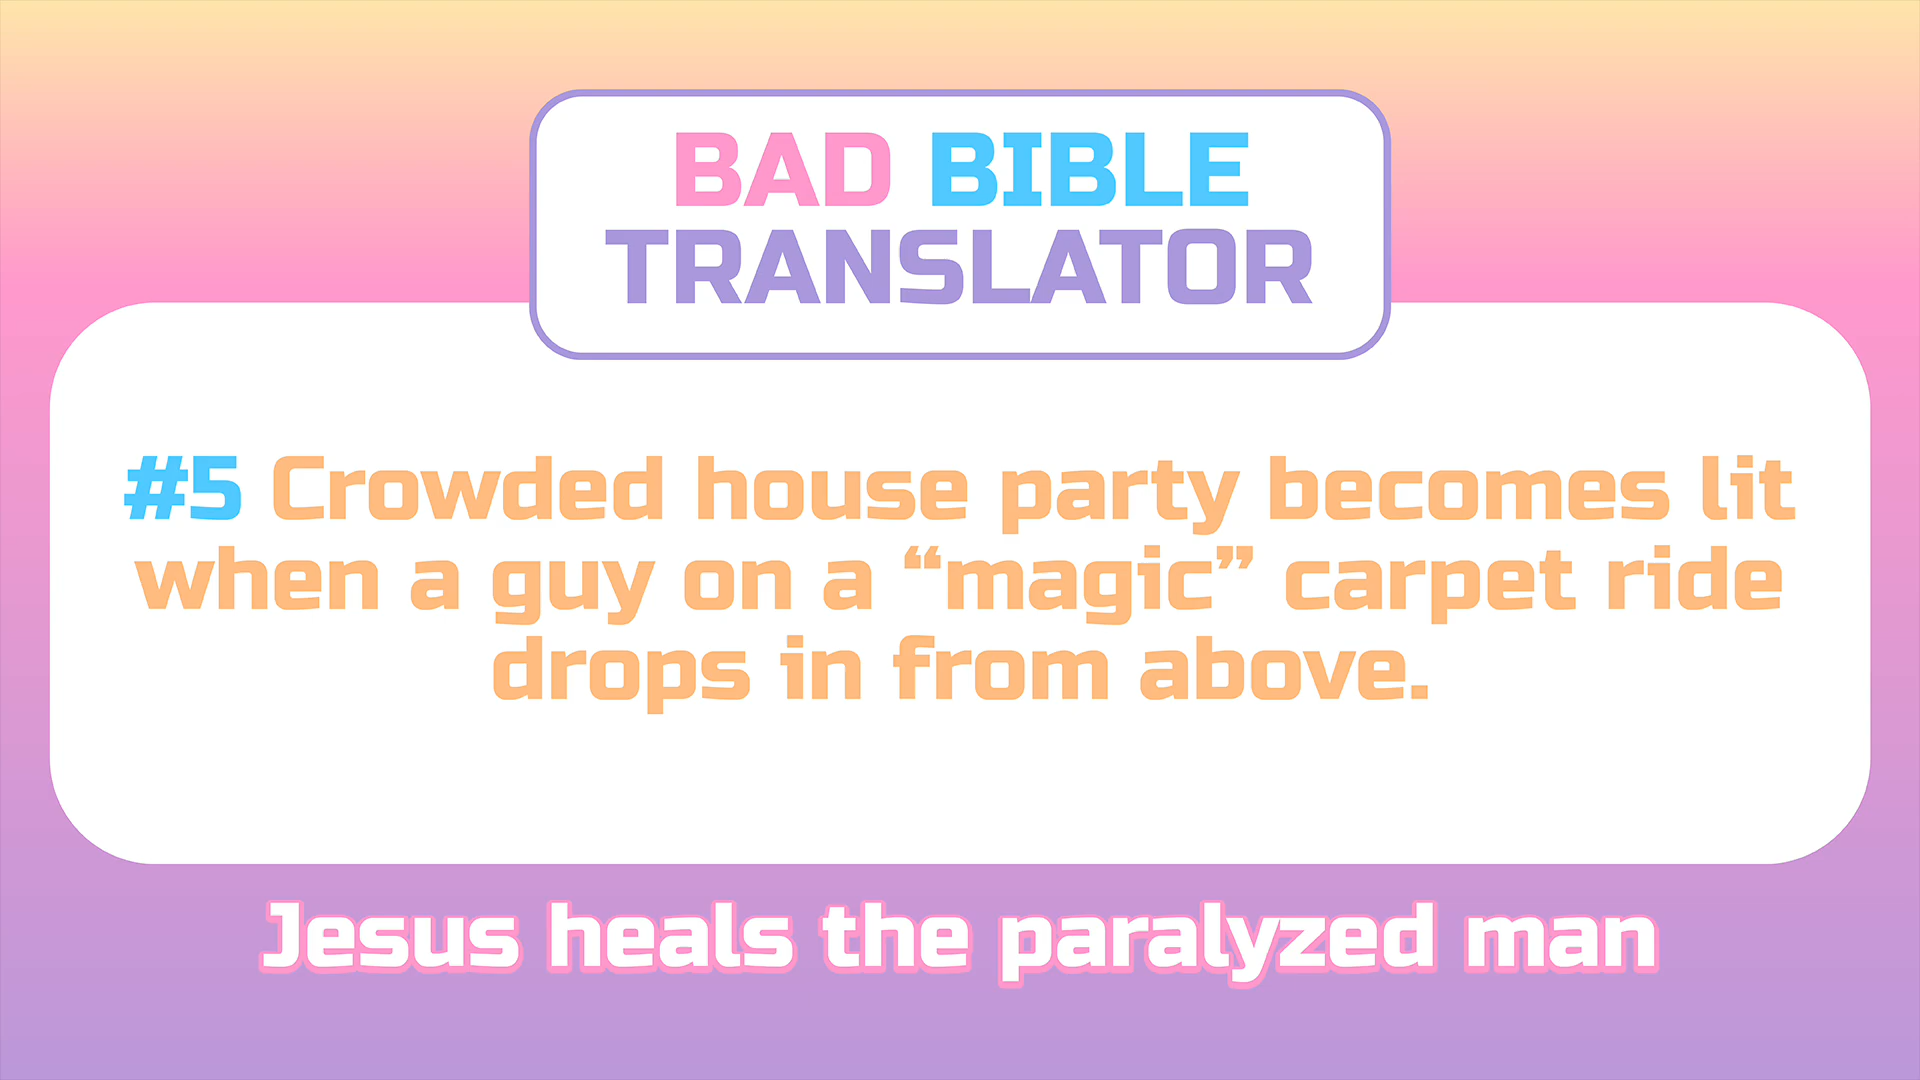 BAD BIBLE
TRANSLATOR
#5 Crowded house party becomes lit
when a guy on a “magic” carpet ride
drops in from above.
Jesus heals the paralyzed man